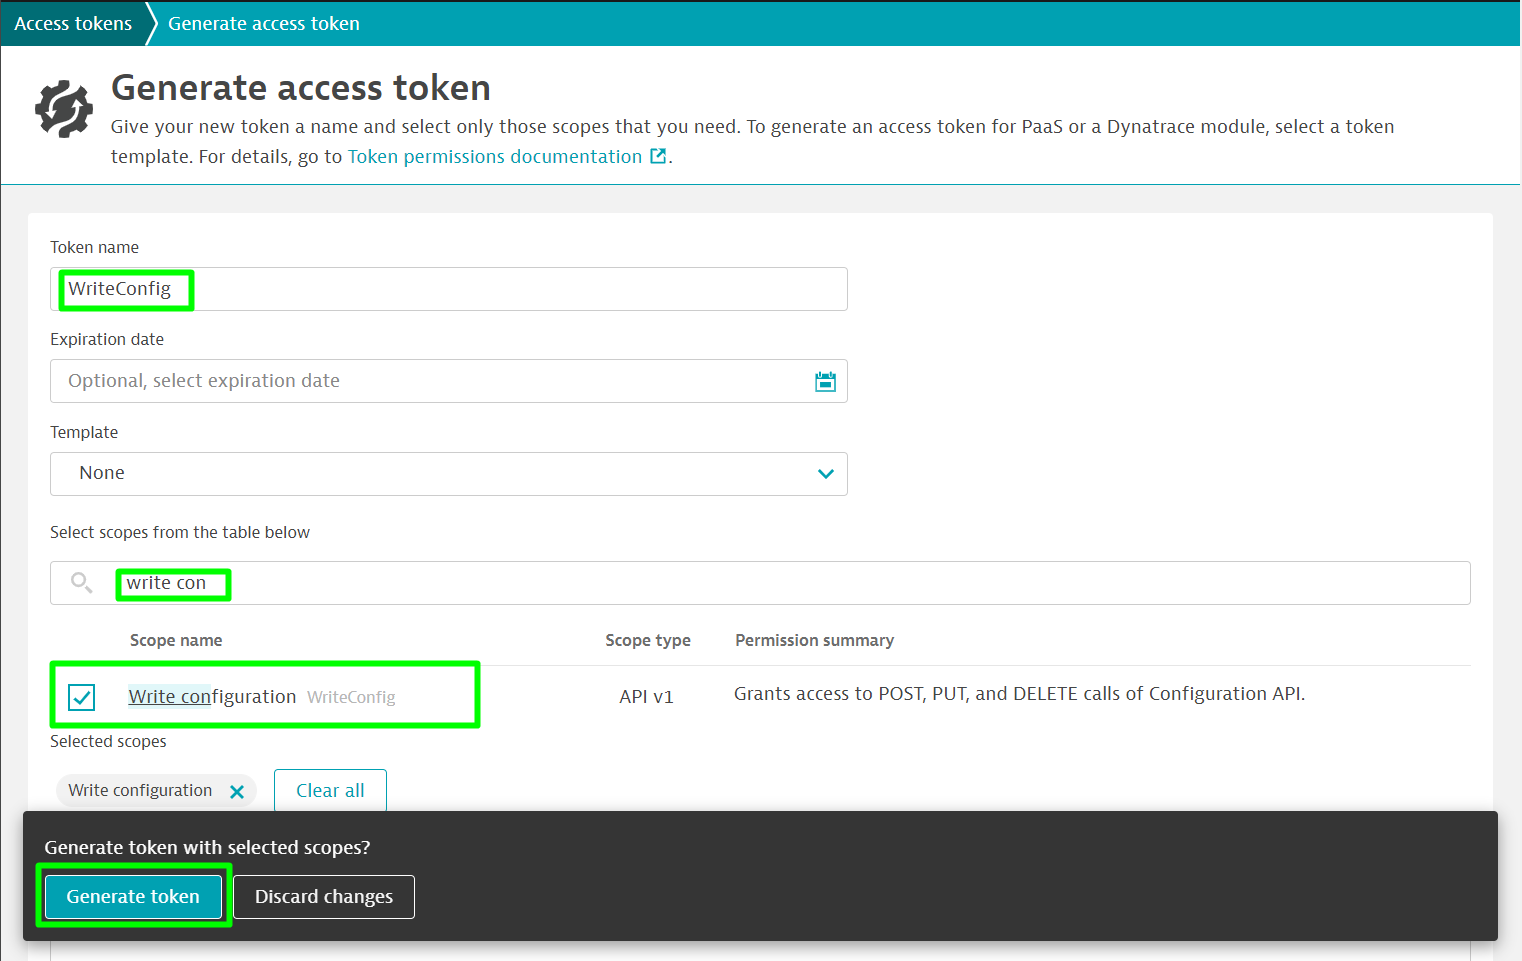 Access tokens
Generate access token
Generate access token
Give your new token a name and select only those scopes that you need. To generate an access token for PaaS or a Dynatrace module, select a token
template. For details, go to Token permissions documentation .
Token name
WriteConfig
Expiration date
Optional, select expiration date
Template
None
Select scopes from the table below
write con
Scope name Scope type Permission summary
Write configuration WriteConfig API v1 Grants access to POST, PUT, and DELETE calls of Configuration API.
Selected scopes
Write configuration Clear all
Generate token with selected scopes?
Generate token Discard changes